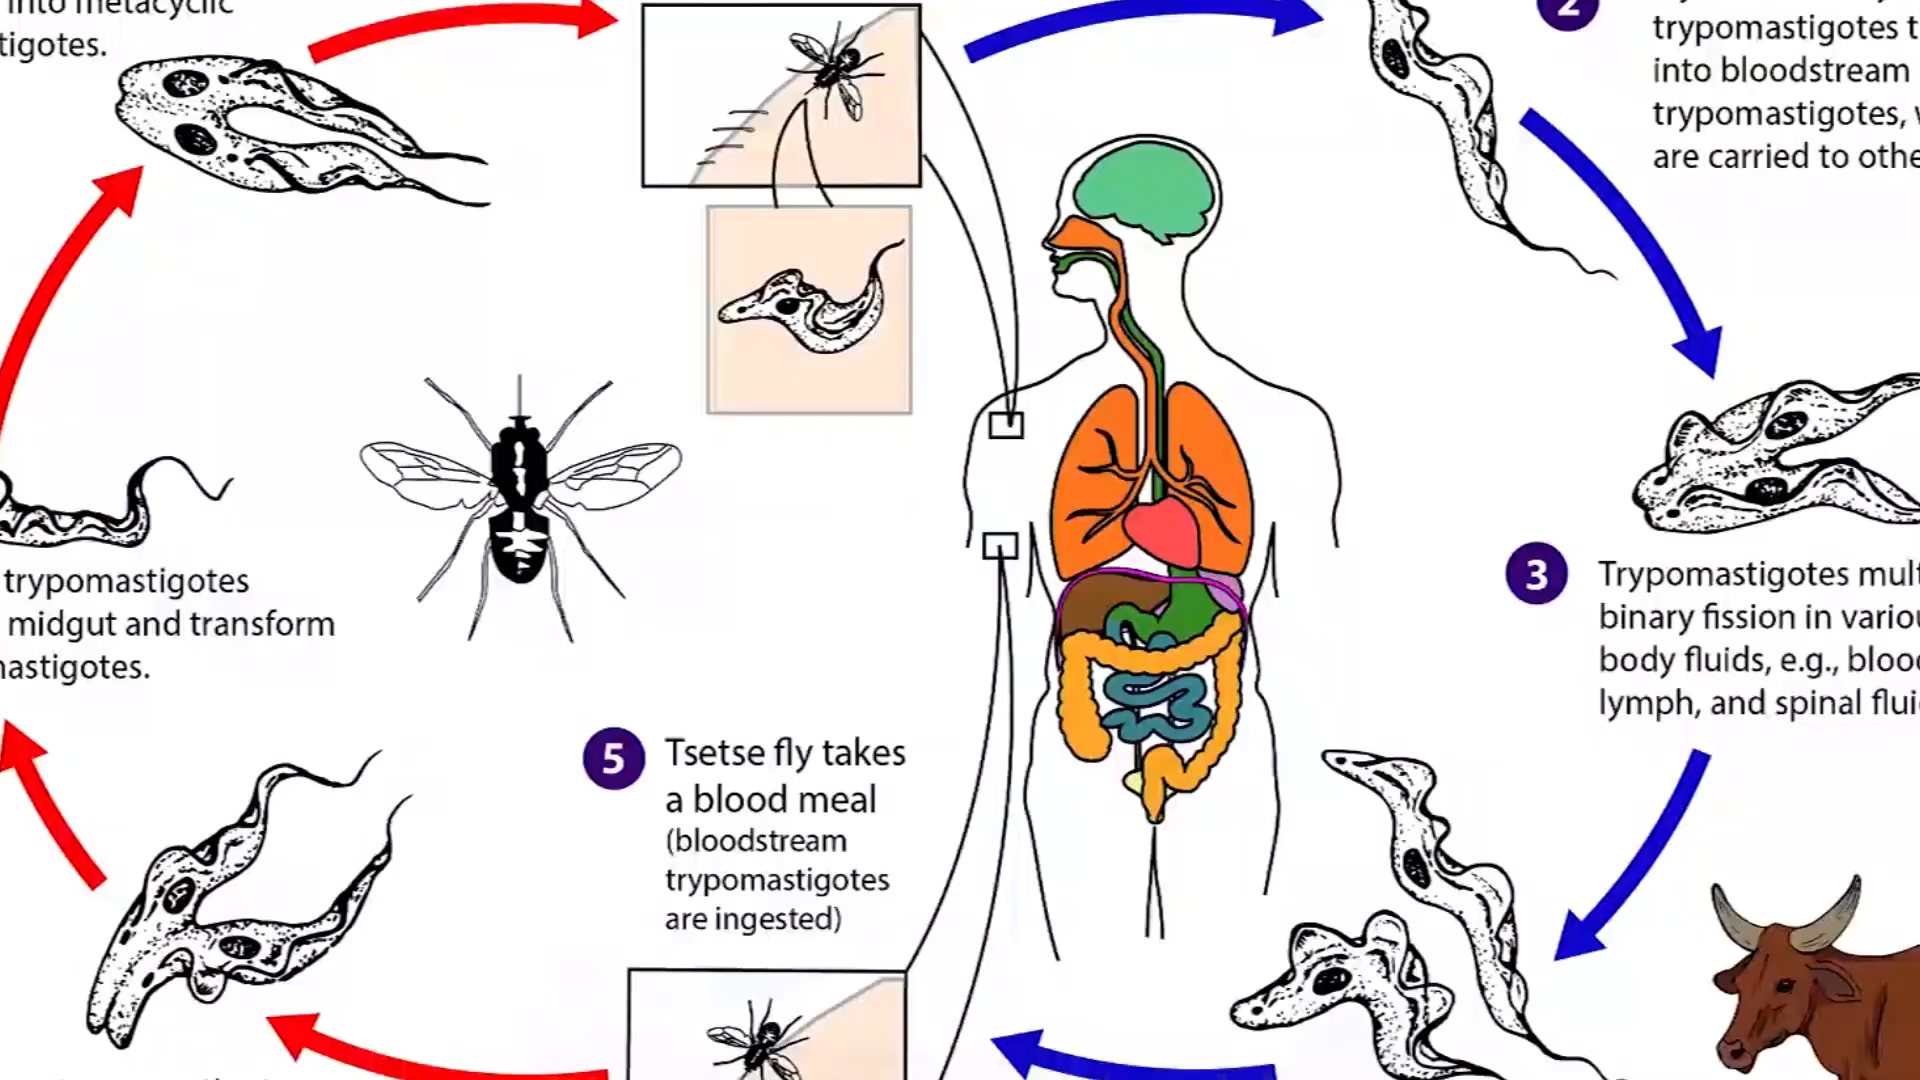 into metacyclic
tigotes.
2
trypomastigotes t
into bloodstream
trypomastigotes,
are carried to othe
trypomastigotes
midgut and transform
nastigotes.
3
Trypomastigotes mult
binary fission in variou
body fluids, e.g., blood
lymph, and spinal flui
5
Tsetse fly takes
a blood meal
(bloodstream
trypomastigotes
are ingested)